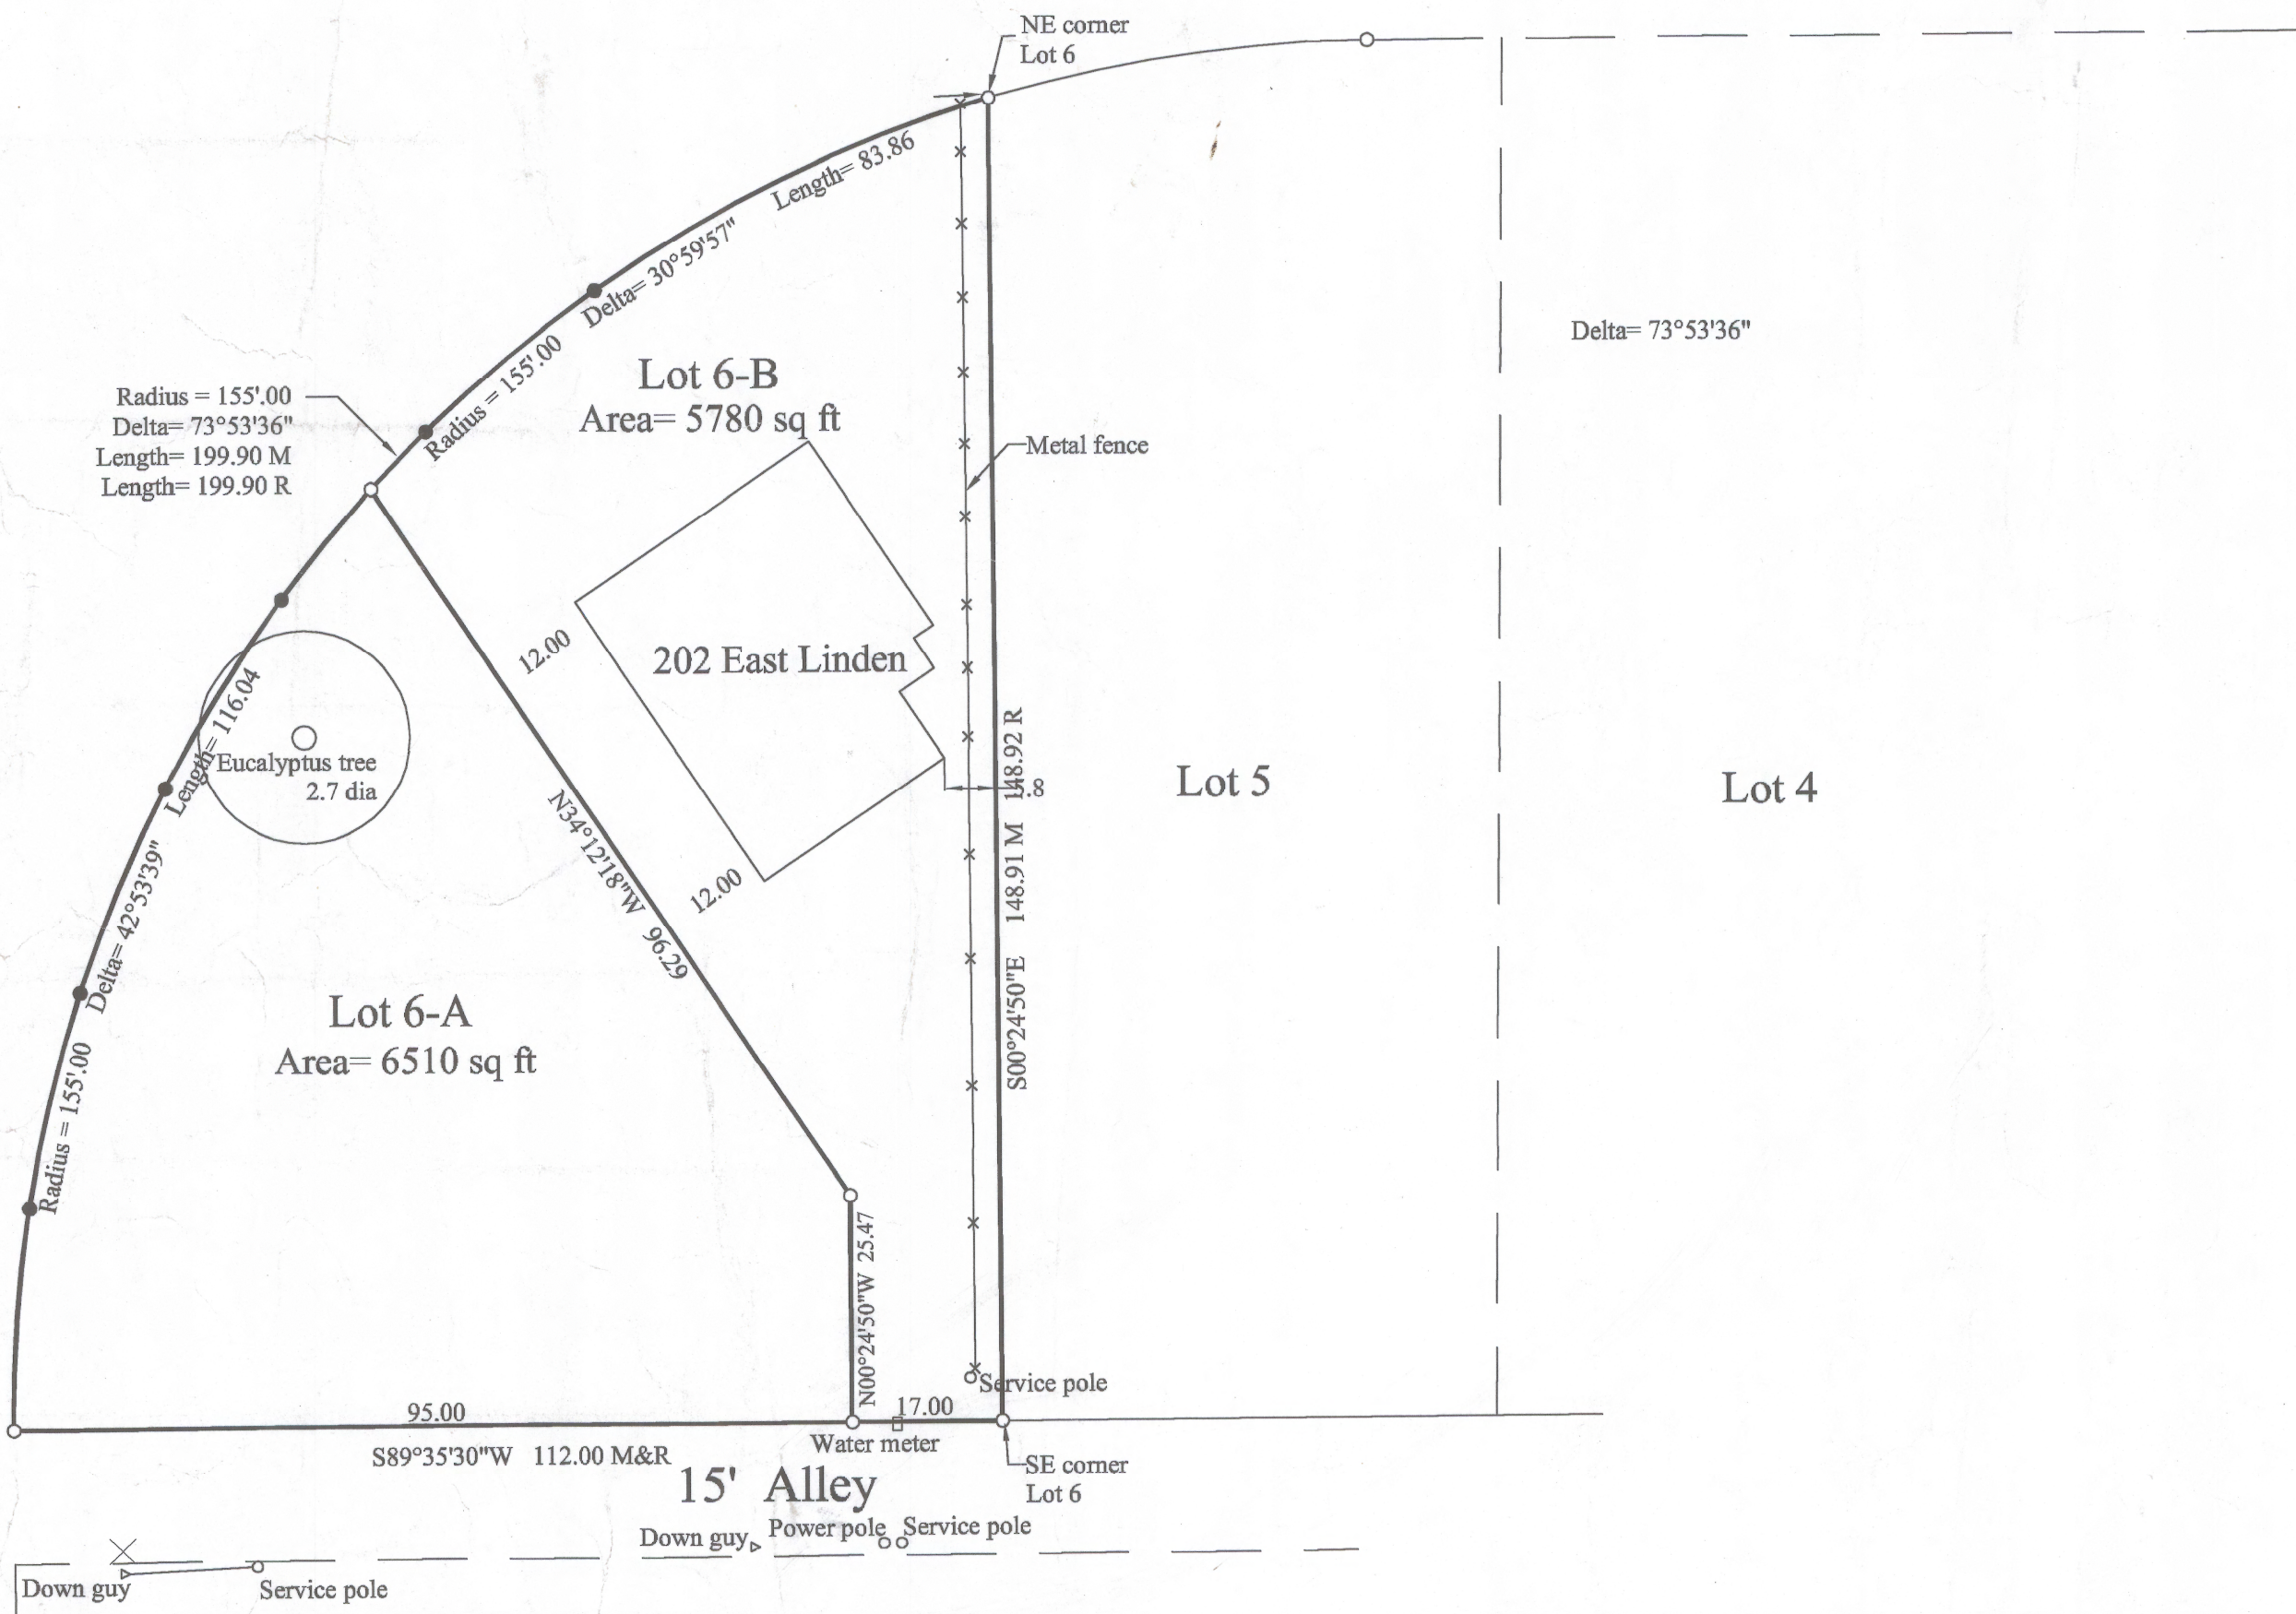 NE corner
Lot 6
Length= 83.86
Delta= 30°59'57"
Radius = 155'.00
Delta= 73°53'36"
Lot 6-B
Area= 5780 sq ft
Radius = 155'.00
Delta= 73°53'36"
Length= 199.90 M
Length= 199.90 R
Metal fence
12.00
202 East Linden
Length= 116.04
Eucalyptus tree
2.7 dia
S00°24'50"E 148.91 M 148.92 R
5.8
Lot 5
Lot 4
N34°12'18"W 96.29
12.00
Delta= 42°53'39"
Lot 6-A
Area= 6510 sq ft
Radius = 155'.00
N00°24'50"W 25.47
Service pole
95.00
17.00
Water meter
S89°35'30"W 112.00 M&R
15' Alley
SE corner
Lot 6
Down guy
Power pole
Service pole
Down guy
Service pole